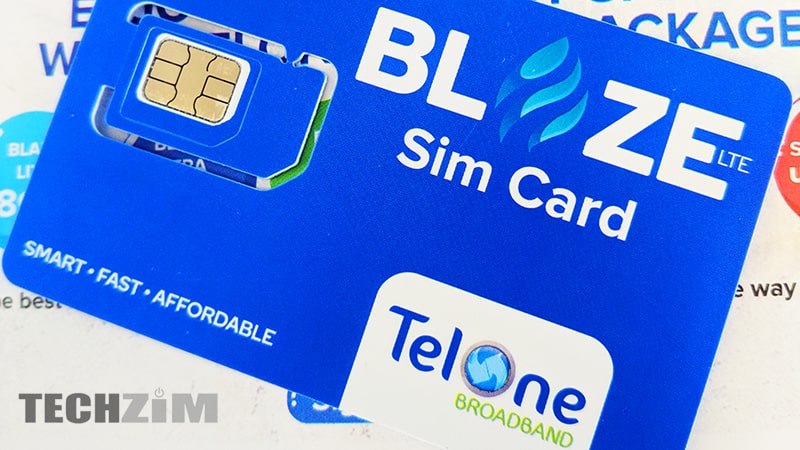 PACKAGE
BLAZE
LTE
Sim Card
SMART · FAST · AFFORDABLE
e way
e best
TelOne
BROADBAND
TECHZiM